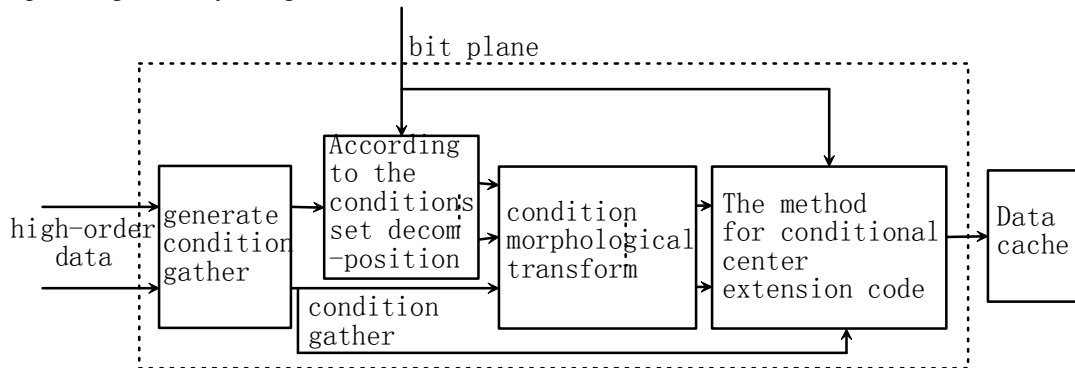 bit plane
high-order
data
generate
condition
gather
According
to the
conditions
set decom
-position
condition
gather
condition
morphological
transform
The method
for conditional
center
extension code
Data
cache